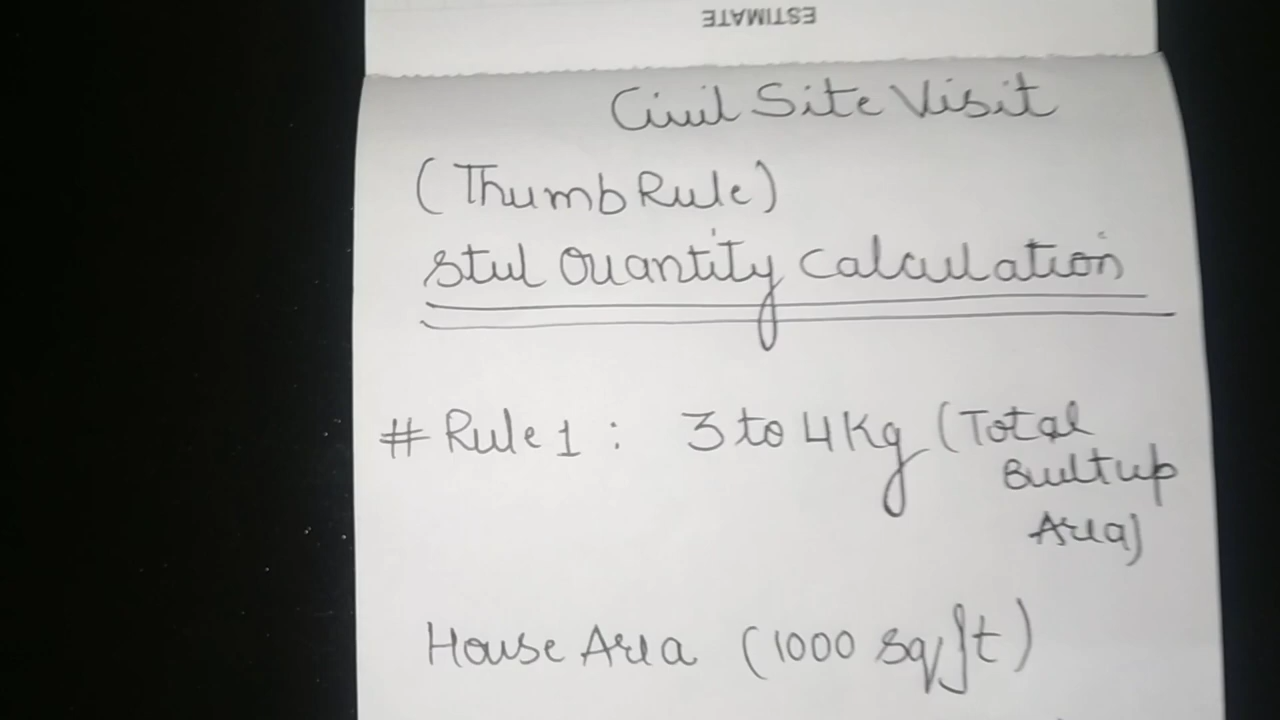 ESTIMATE
Civil Site Visit
(Thumb Rule)
Steel Quantity Calculation
# Rule 1 : 3 to 4 Kg (Total
Builtup
Area)
House Area (1000 sqft)